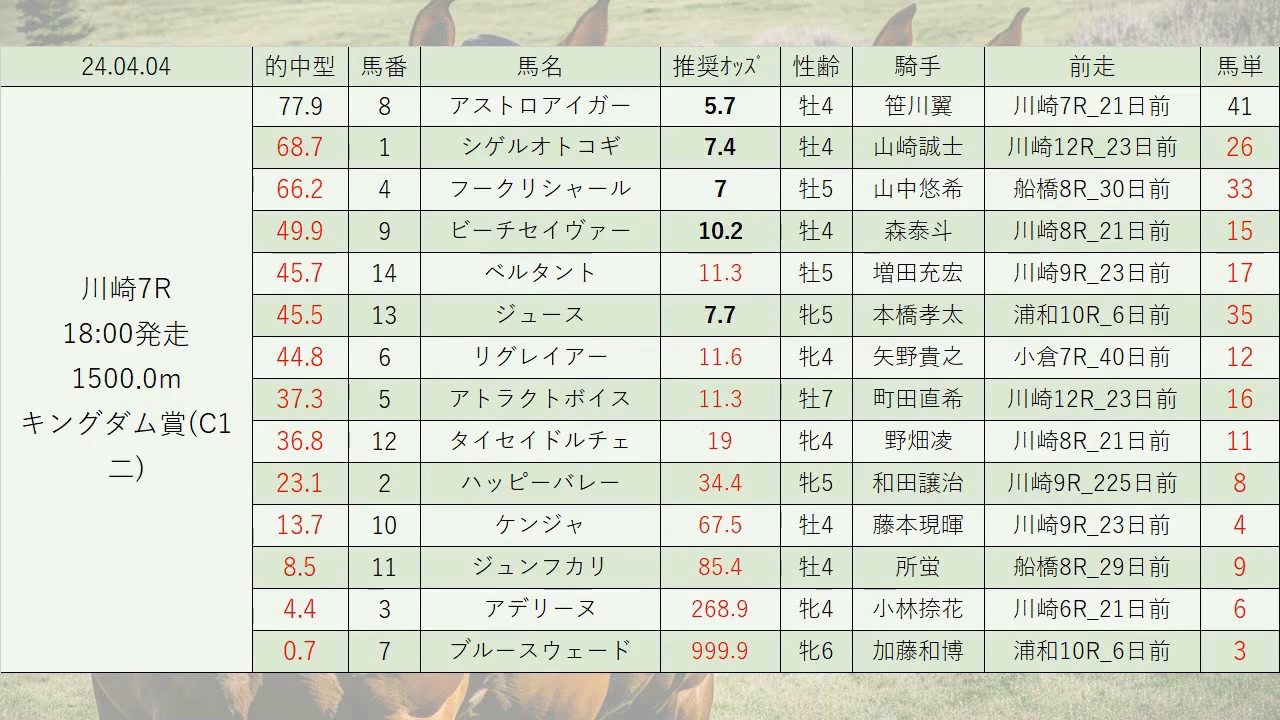 24.04.04 的中型 馬番 馬名 推奨ｵｯｽﾞ 性齢 騎手 前走 馬単
77.9 8 アストロアイガー 5.7 牡4 笹川翼 川崎7R_21日前 41
68.7 1 シゲルオトコギ 7.4 牡4 山崎誠士 川崎12R_23日前 26
66.2 4 フークリシャール 7 牡5 山中悠希 船橋8R_30日前 33
49.9 9 ビーチセイヴァー 10.2 牡4 森泰斗 川崎8R_21日前 15
45.7 14 ベルタント 11.3 牡5 増田充宏 川崎9R_23日前 17
45.5 13 ジュース 7.7 牝5 本橋孝太 浦和10R_6日前 35
44.8 6 リグレイアー 11.6 牝4 矢野貴之 小倉7R_40日前 12
37.3 5 アトラクトボイス 11.3 牡7 町田直希 川崎12R_23日前 16
36.8 12 タイセイドルチェ 19 牝4 野畑凌 川崎8R_21日前 11
23.1 2 ハッピーバレー 34.4 牝5 和田譲治 川崎9R_225日前 8
13.7 10 ケンジャ 67.5 牡4 藤本現暉 川崎9R_23日前 4
8.5 11 ジュンフカリ 85.4 牡4 所蛍 船橋8R_29日前 9
4.4 3 アデリーヌ 268.9 牝4 小林捺花 川崎6R_21日前 6
0.7 7 ブルースウェード 999.9 牝6 加藤和博 浦和10R_6日前 3
川崎7R
18:00発走
1500.0m
キングダム賞(C1
二)